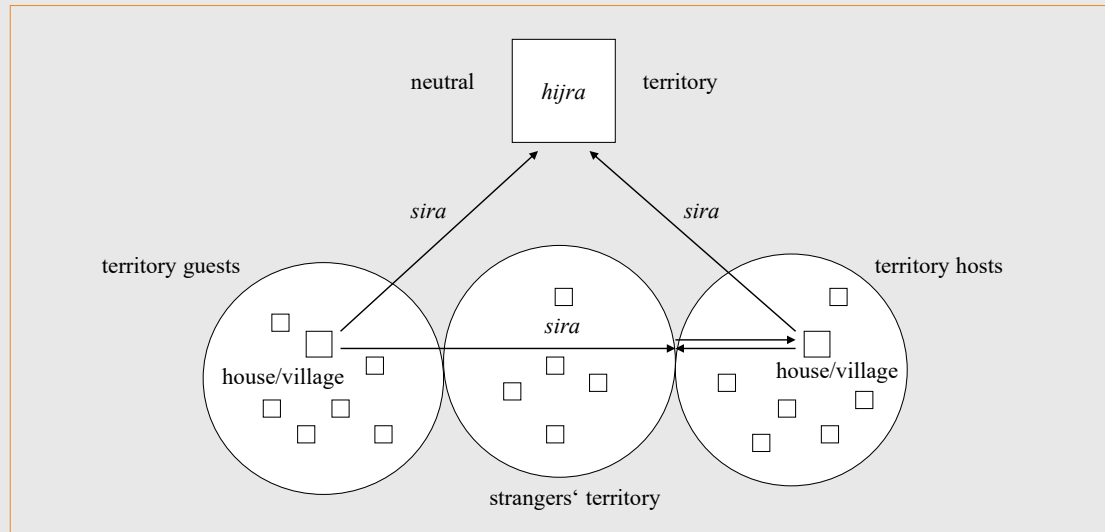 neutral
hijra
territory
sira
sira
territory guests
territory hosts
sira
house/village
house/village
strangers‘ territory